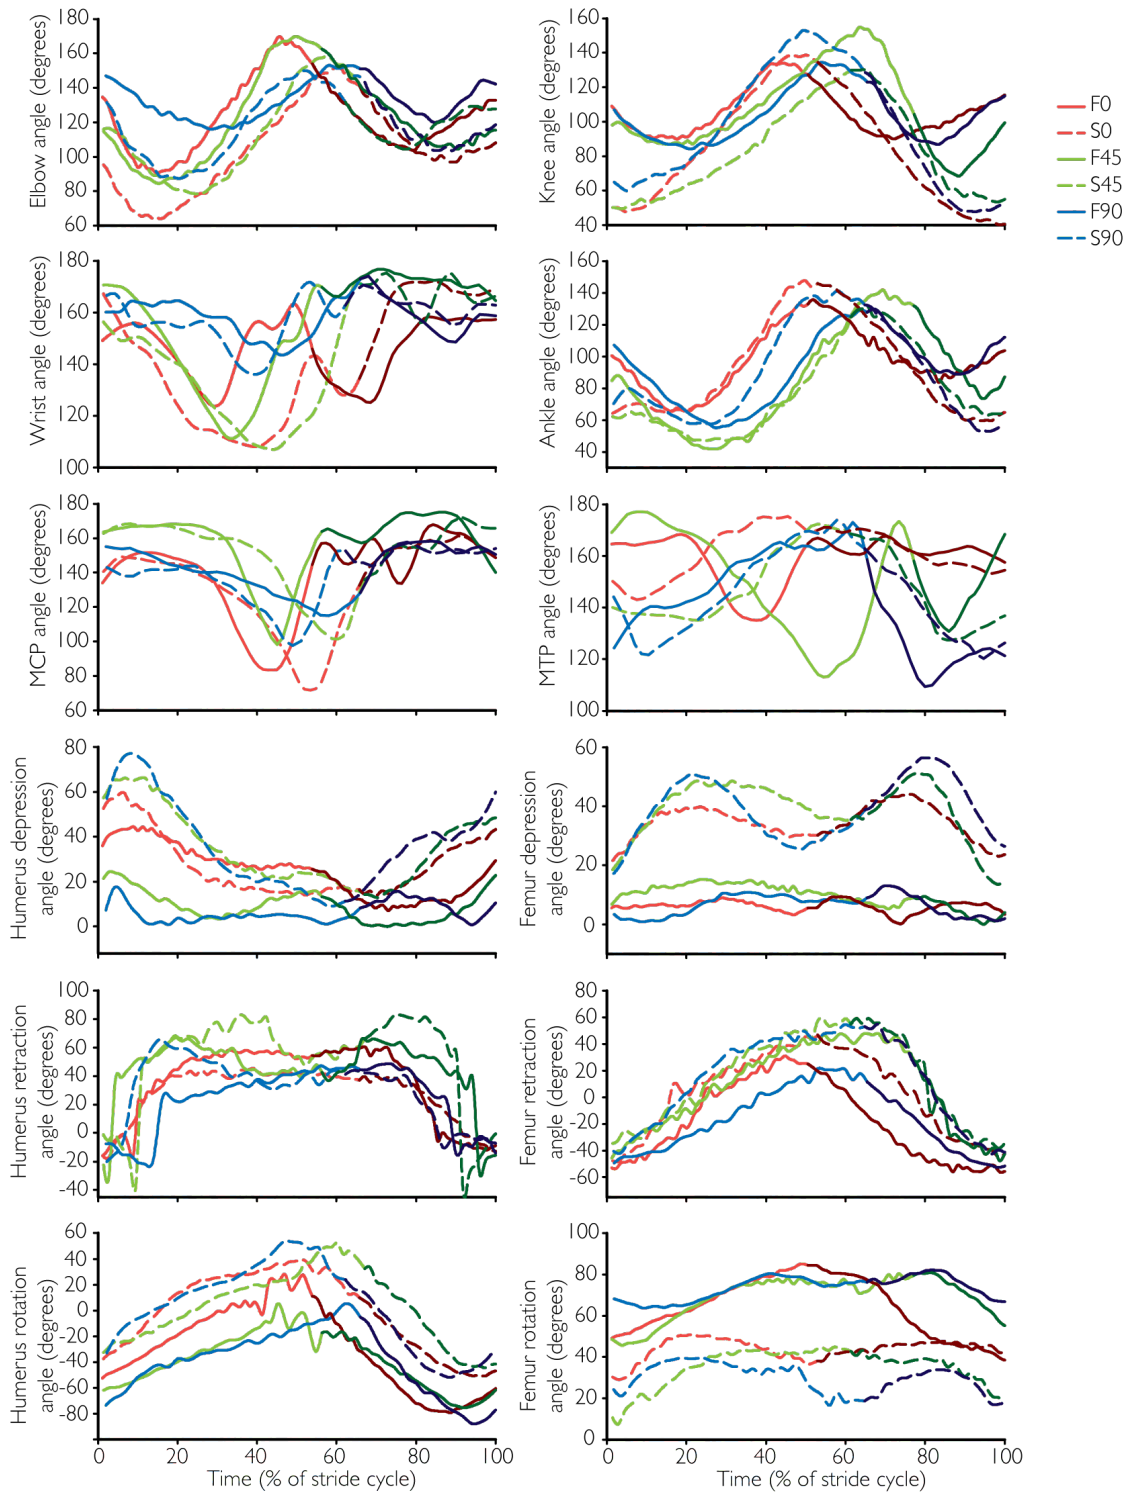 Elbow angle (degrees)
180
160
140
120
100
80
60
Knee angle (degrees)
160
140
120
100
80
60
40
F0
S0
F45
S45
F90
S90
Wrist angle (degrees)
180
160
140
120
100
Ankle angle (degrees)
160
140
120
100
80
60
40
MCP angle (degrees)
180
160
140
120
100
80
60
MTP angle (degrees)
180
160
140
120
100
Humerus depression
angle (degrees)
80
60
40
20
0
Femur depression
angle (degrees)
60
40
20
0
Humerus retraction
angle (degrees)
100
80
60
40
20
0
-20
-40
Femur retraction
angle (degrees)
80
60
40
20
0
-20
-40
-60
Humerus rotation
angle (degrees)
60
40
20
0
-20
-40
-60
-80
0 20 40 60 80 100
Time (% of stride cycle)
Femur rotation
angle (degrees)
100
80
60
40
20
0
0 20 40 60 80 100
Time (% of stride cycle)